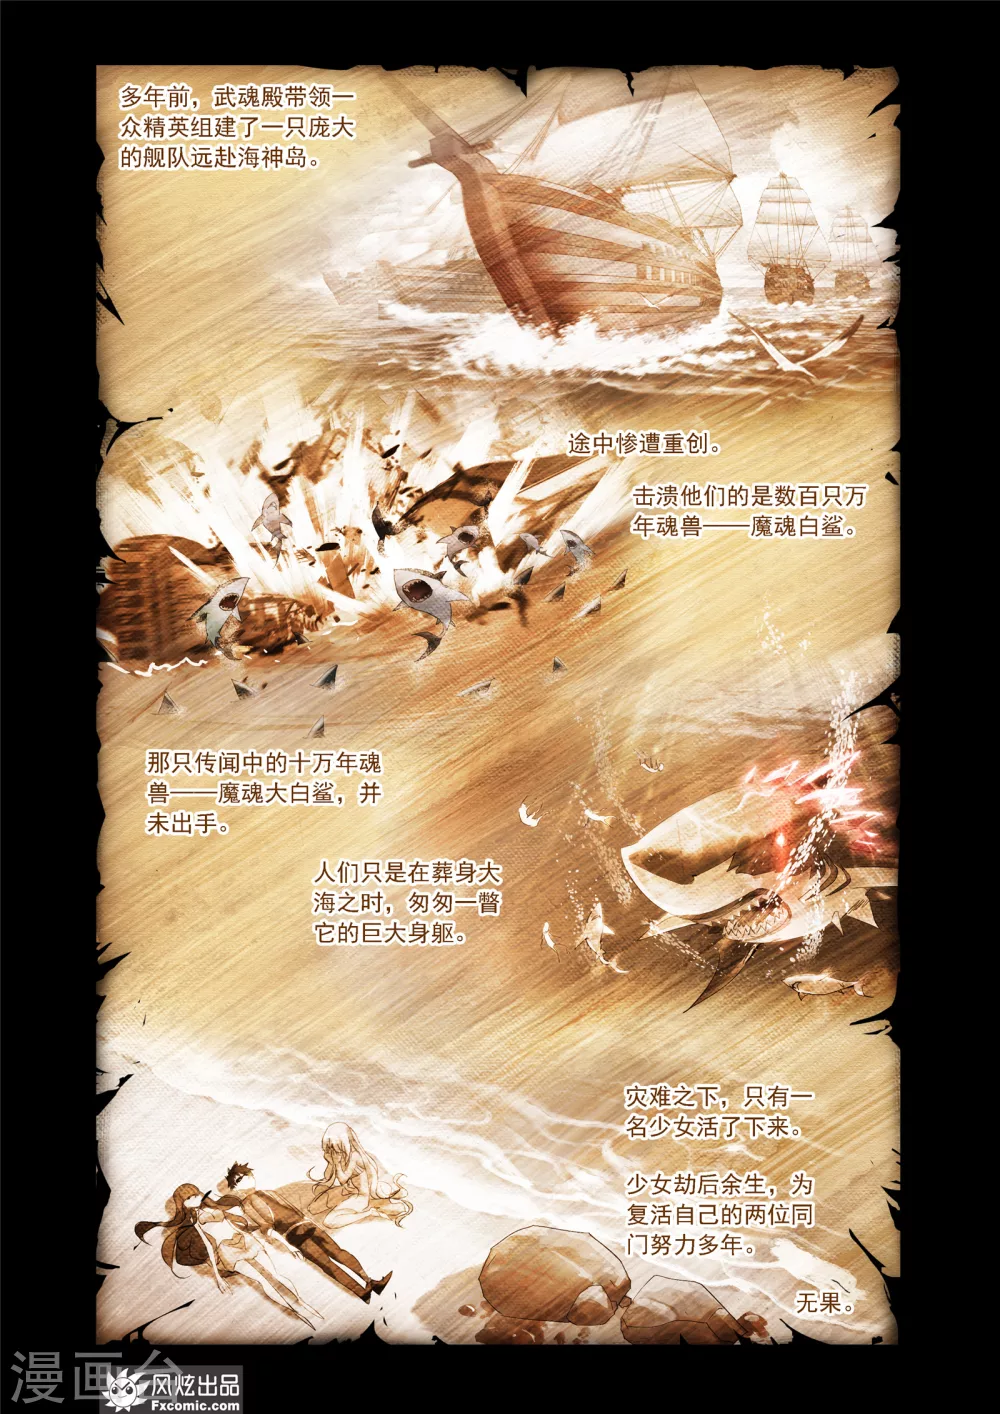 多年前，武魂殿带领一
众精英组建了一只庞大
的舰队远赴海神岛。
途中惨遭重创。
击溃他们的是数百只万
年魂兽——魔魂白鲨。
那只传闻中的十万年魂
兽——魔魂大白鲨，并
未出手。
人们只是在葬身大
海之时，匆匆一瞥
它的巨大身躯。
灾难之下，只有一
名少女活了下来。
少女劫后余生，为
复活自己的两位同
门努力多年。
无果。
漫画台
风炫出品
Fxcomic.com